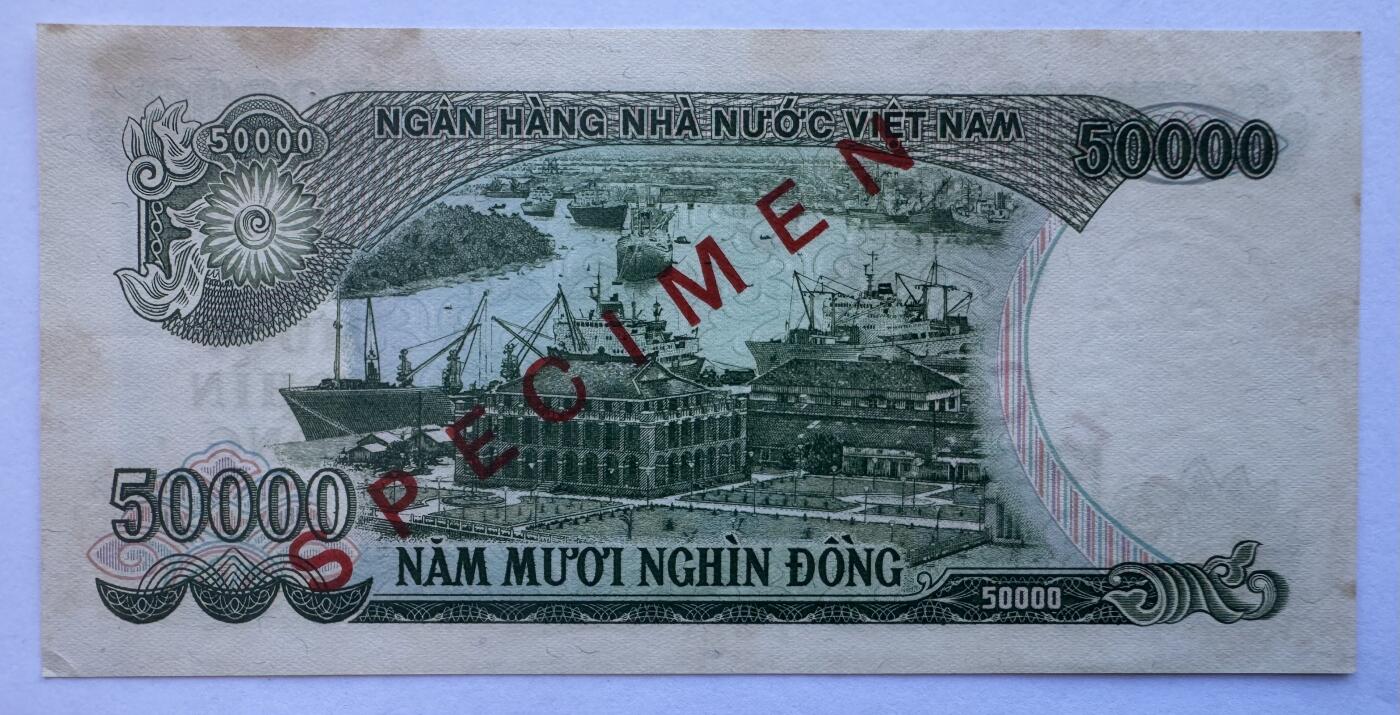 NGÂN HÀNG NHÀ NƯỚC VIỆT NAM
50000
50000
SPECIMEN
50000
NĂM MƯƠI NGHÌN ĐỒNG
50000